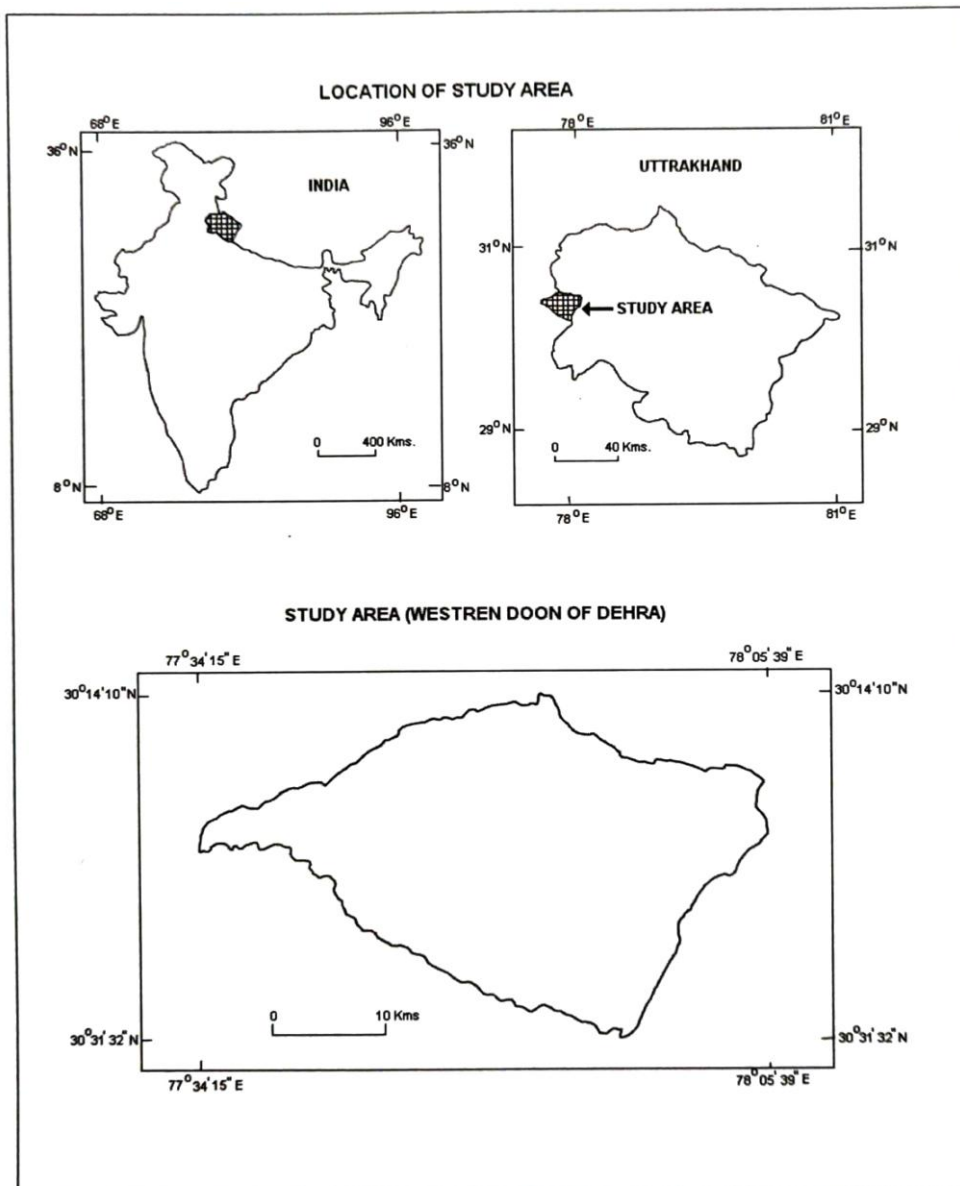 LOCATION OF STUDY AREA
68°E
96°E
36°N
36°N
INDIA
0 400 Kms.
8°N
8°N
68°E
96°E
78°E
81°E
UTTRAKHAND
31°N
31°N
STUDY AREA
29°N
29°N
0 40 Kms.
78°E
81°E
STUDY AREA (WESTREN DOON OF DEHRA)
77°34'15"E
78°05'39"E
30°14'10"N
30°14'10"N
0 10 Kms
30°31'32"N
30°31'32"N
77°34'15"E
78°05'39"E